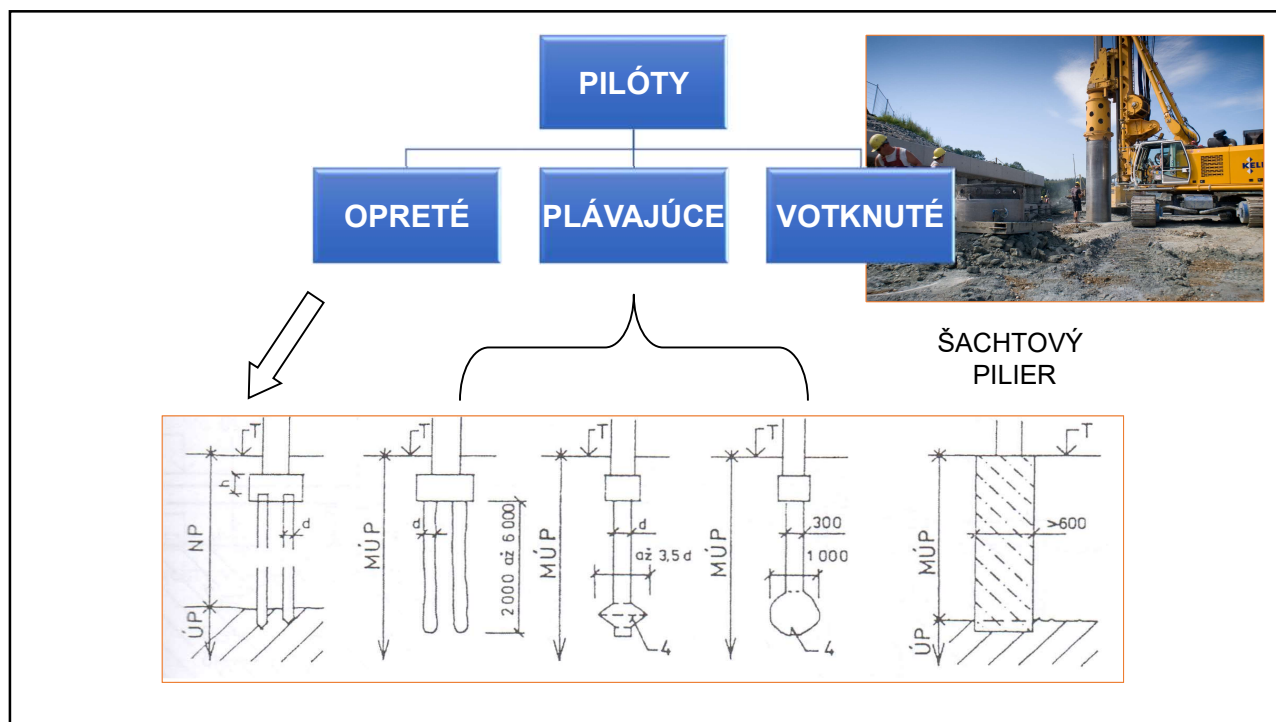 PILÓTY
OPRETÉ
PLÁVAJÚCE
VOTKNUTÉ
ŠACHTOVÝ
PILIER
T
h
d
NP
ÚP
T
d
MÚP
2000 až 6 000
T
d
až 3,5 d
MÚP
4
T
300
1 000
MÚP
4
T
>600
MÚP
ÚP